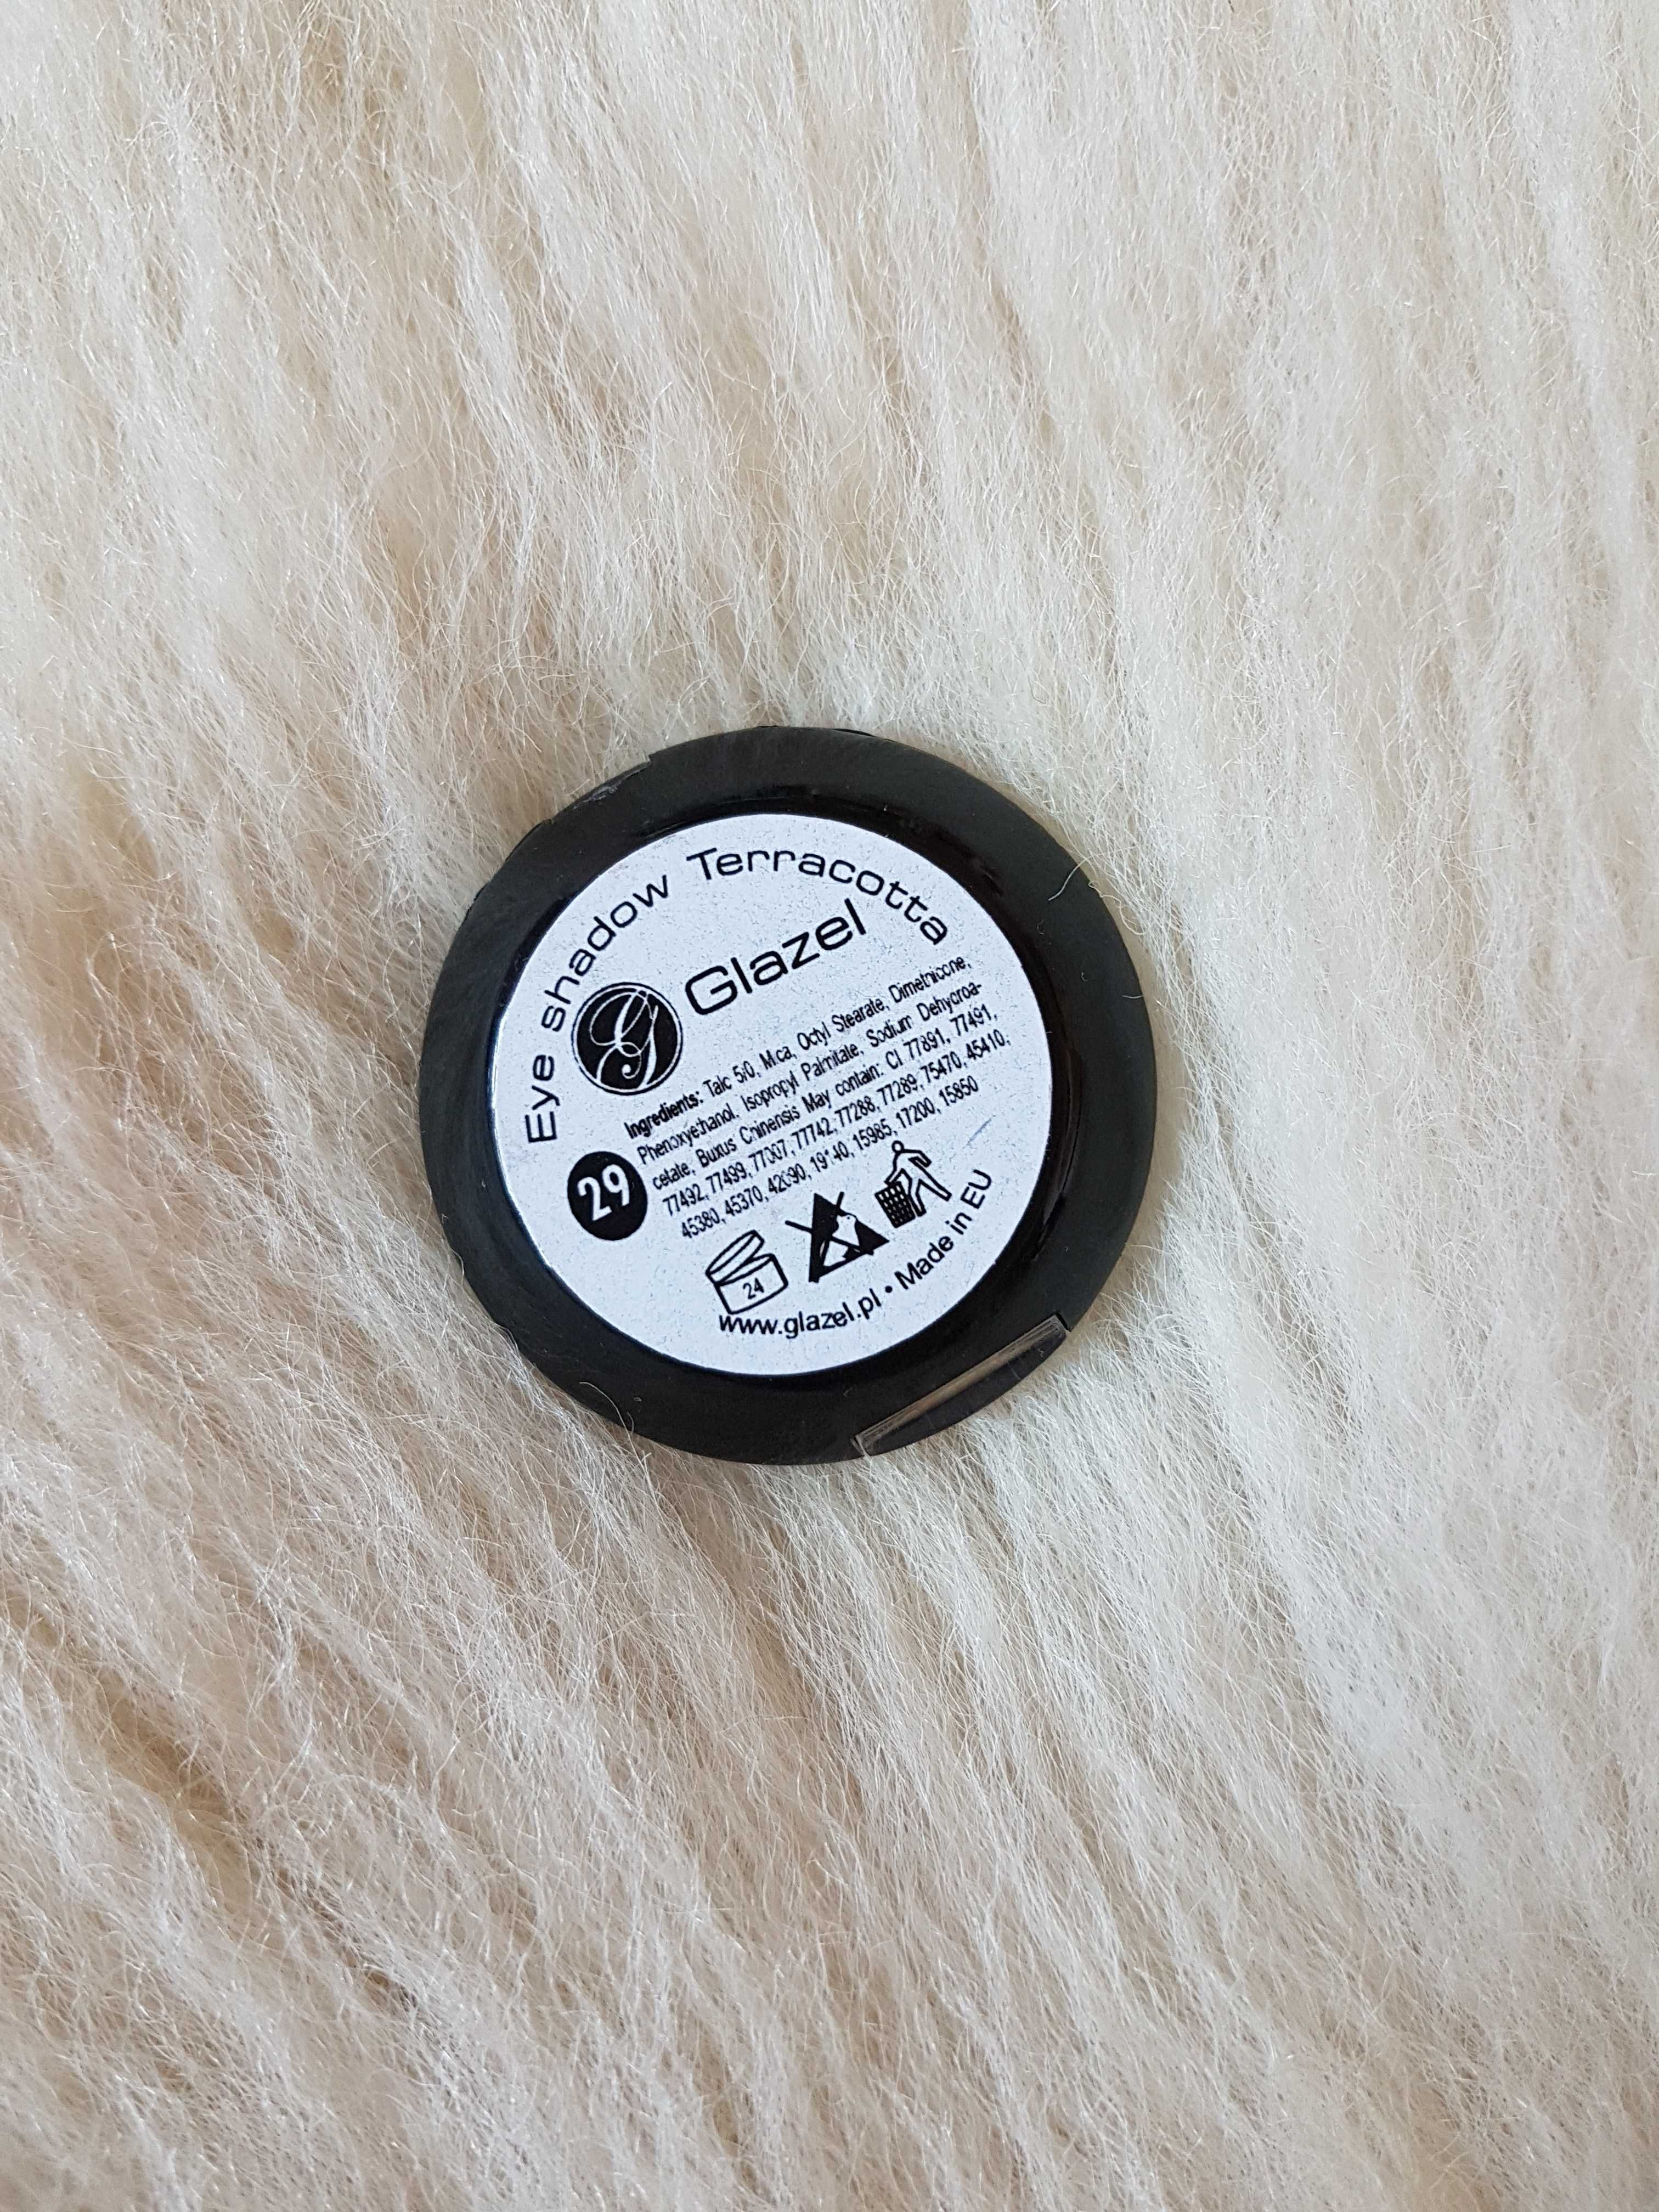 Eye shadow Terracotta
Glazel
Ingredients: Talc 5/0, Mica, Octyl Stearate, Dimethicone,
Phenoxyethanol, Isopropyl Palmitate, Sodium Dehydroa-
cetate, Buxus Chinensis May contain: CI 77891, 77491,
77492, 77499, 77007, 77742, 77288, 77289, 75470, 45410,
45380, 45370, 42090, 19140, 15985, 17200, 15850
29
24
www.glazel.pl • Made in EU